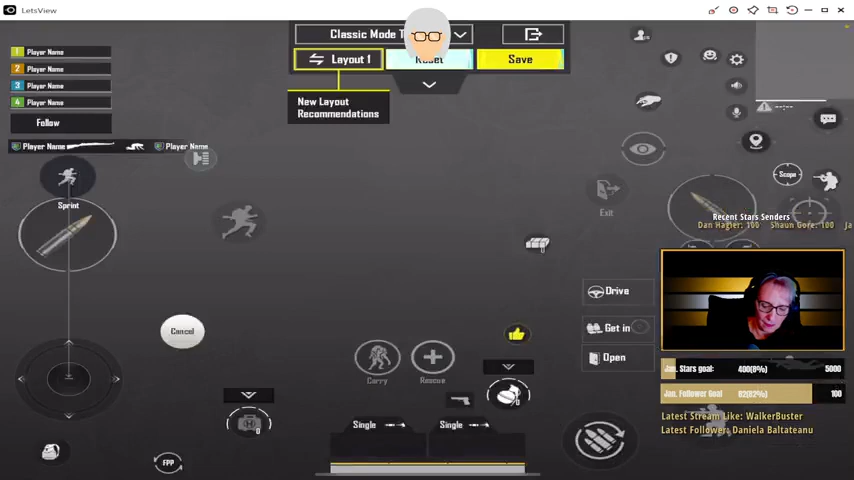 LetsView
Classic Mode T
Layout 1
Reset
Save
New Layout
Recommendations
1 Player Name
2 Player Name
3 Player Name
4 Player Name
Follow
Player Name
Player Name
Sprint
Scope
Exit
Recent Stars Senders
Dan Hagler: 100 Shaun Gore: 100 Ja
Drive
Get in
Open
Cancel
Carry
Rescue
Single
Single
0
0
FPP
Jan. Stars goal: 400(8%) 5000
Jan. Follower Goal 82(82%) 100
Latest Stream Like: WalkerBuster
Latest Follower: Daniela Baltateanu